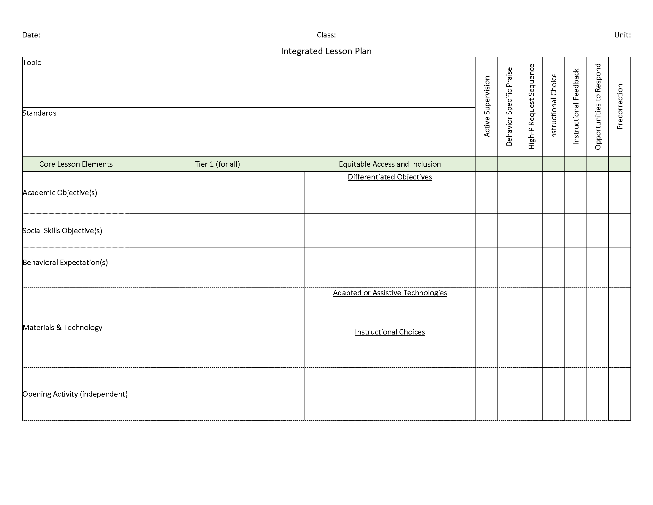 Date: Class: Unit:
Integrated Lesson Plan
Topic
Standards
Active Supervision
Behavior Specific Praise
High P Request Sequence
Instructional Choice
Instructional Feedback
Opportunities to Respond
Precorrection
Core Lesson Elements Tier 1 (for all) Equitable Access and Inclusion
Differentiated Objectives
Academic Objective(s)
Social Skills Objective(s)
Behavioral Expectation(s)
Adapted or Assistive Technologies
Materials & Technology
Instructional Choices
Opening Activity (independent)